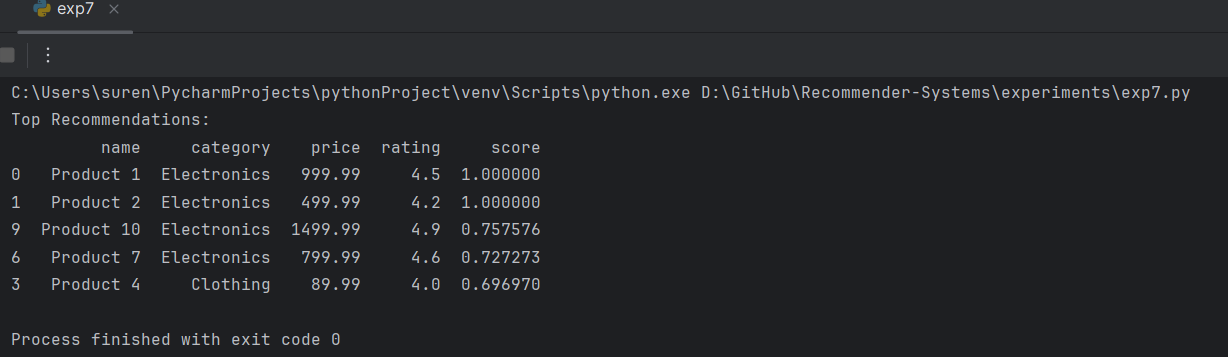 exp7
C:\Users\suren\PycharmProjects\pythonProject\venv\Scripts\python.exe D:\GitHub\Recommender-Systems\experiments\exp7.py
Top Recommendations:
         name     category    price  rating     score
0   Product 1  Electronics   999.99     4.5  1.000000
1   Product 2  Electronics   499.99     4.2  1.000000
9  Product 10  Electronics  1499.99     4.9  0.757576
6   Product 7  Electronics   799.99     4.6  0.727273
3   Product 4     Clothing    89.99     4.0  0.696970
Process finished with exit code 0